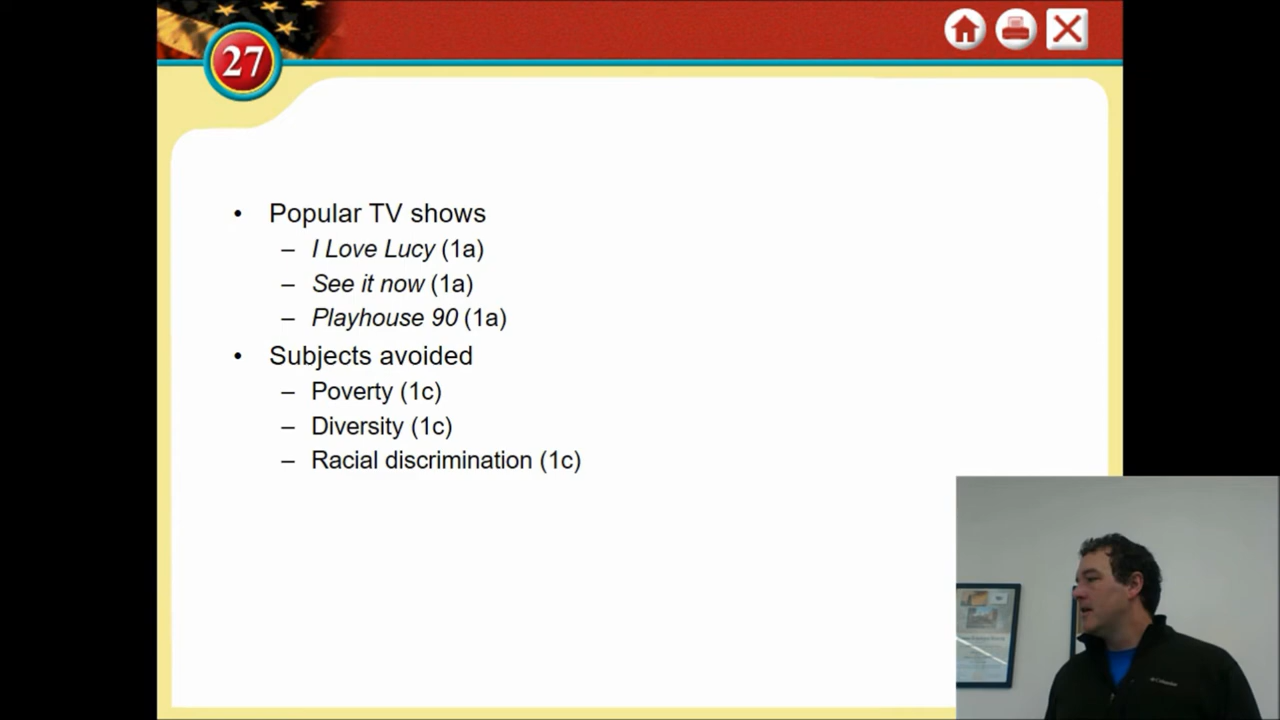 27
• Popular TV shows
– I Love Lucy (1a)
– See it now (1a)
– Playhouse 90 (1a)
• Subjects avoided
– Poverty (1c)
– Diversity (1c)
– Racial discrimination (1c)
Columbia